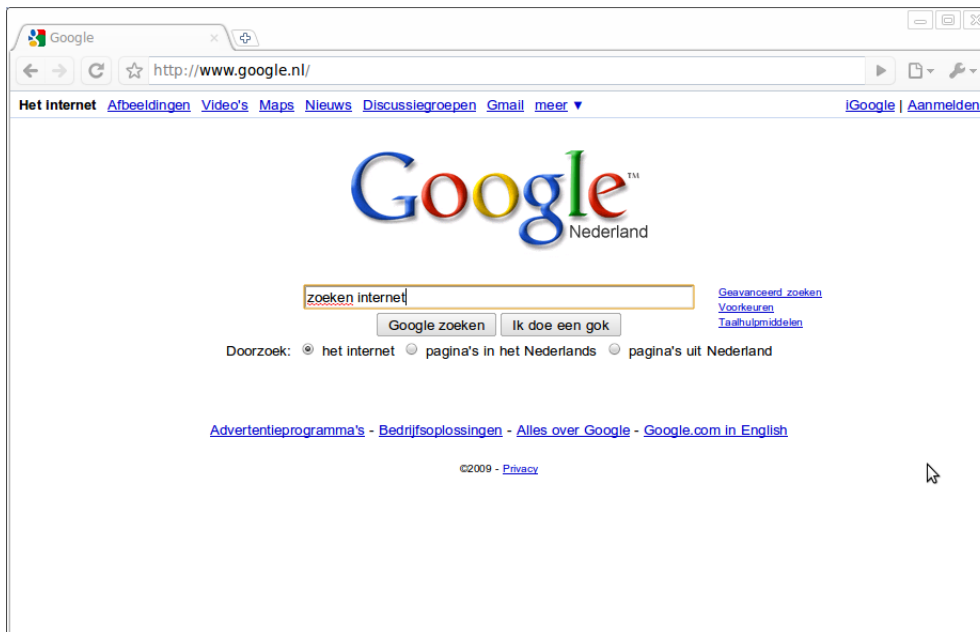 Google
http://www.google.nl/
Het internet Afbeeldingen Video's Maps Nieuws Discussiegroepen Gmail meer ▼ iGoogle | Aanmelden
Google™
Nederland
zoeken internet
Geavanceerd zoeken
Voorkeuren
Taalhulpmiddelen
Google zoeken Ik doe een gok
Doorzoek: het internet pagina's in het Nederlands pagina's uit Nederland
Advertentieprogramma's - Bedrijfsoplossingen - Alles over Google - Google.com in English
©2009 - Privacy